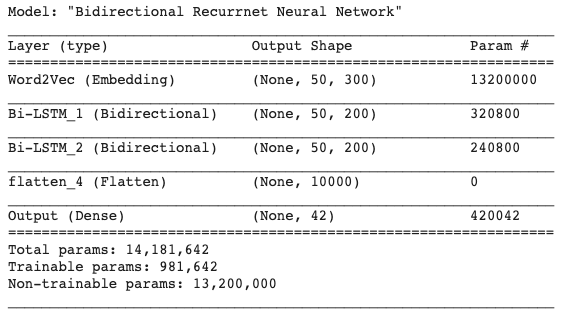 Model: "Bidirectional Recurrnet Neural Network"
Layer (type) Output Shape Param #
Word2Vec (Embedding) (None, 50, 300) 13200000
Bi-LSTM_1 (Bidirectional) (None, 50, 200) 320800
Bi-LSTM_2 (Bidirectional) (None, 50, 200) 240800
flatten_4 (Flatten) (None, 10000) 0
Output (Dense) (None, 42) 420042
Total params: 14,181,642
Trainable params: 981,642
Non-trainable params: 13,200,000